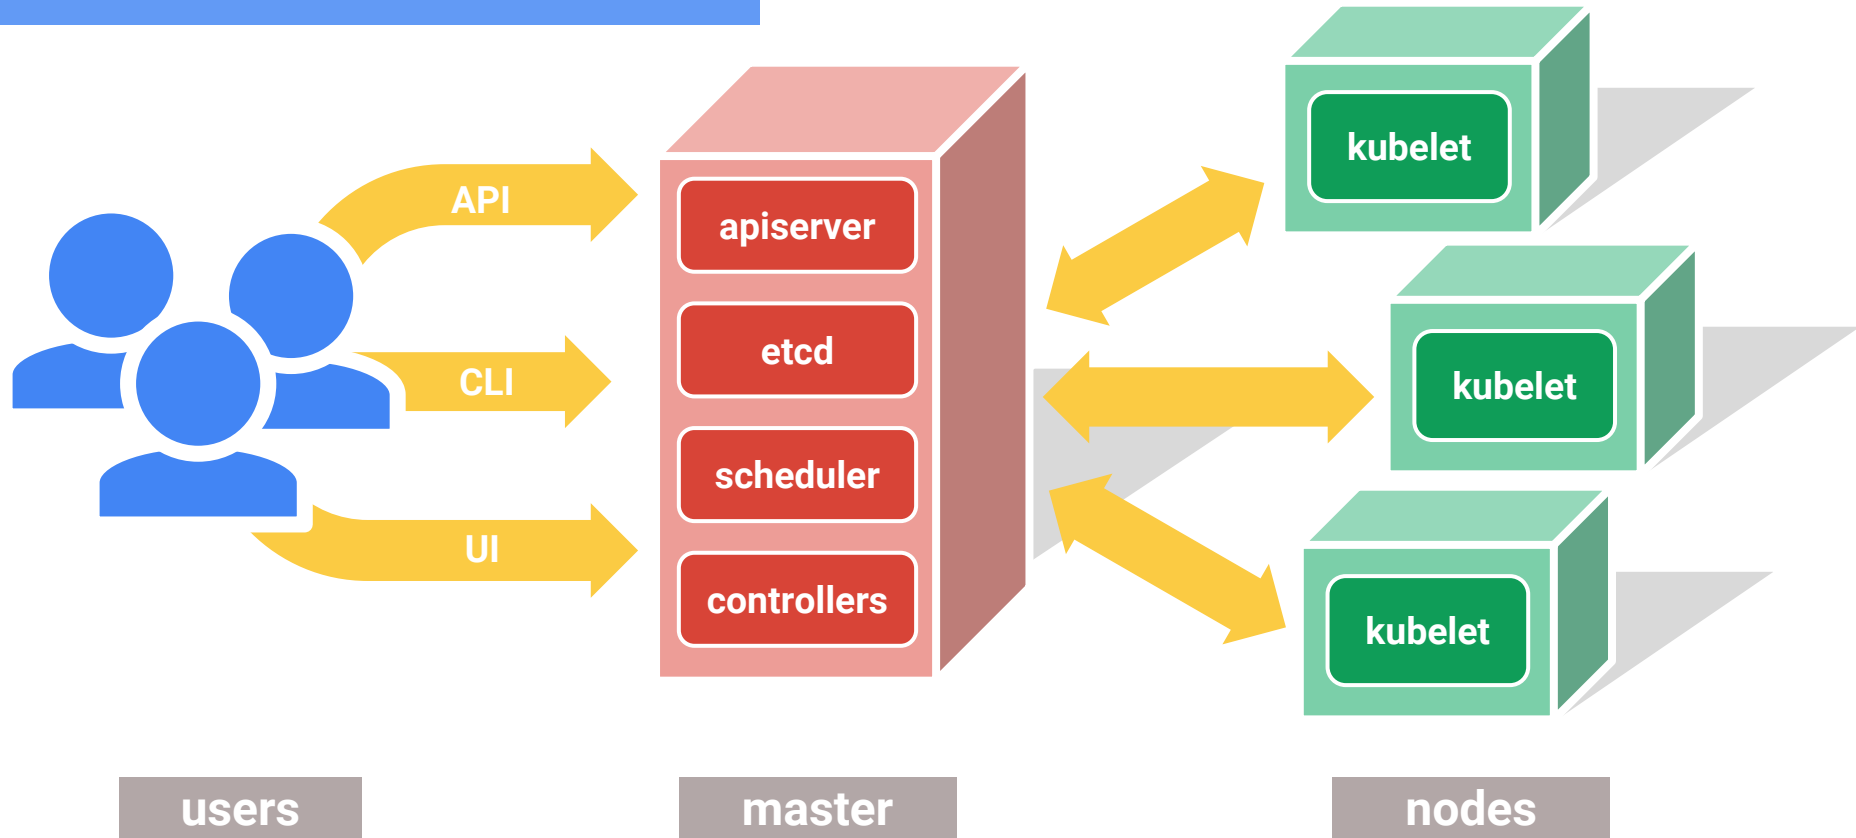 API
CLI
UI
apiserver
etcd
scheduler
controllers
kubelet
kubelet
kubelet
users
master
nodes